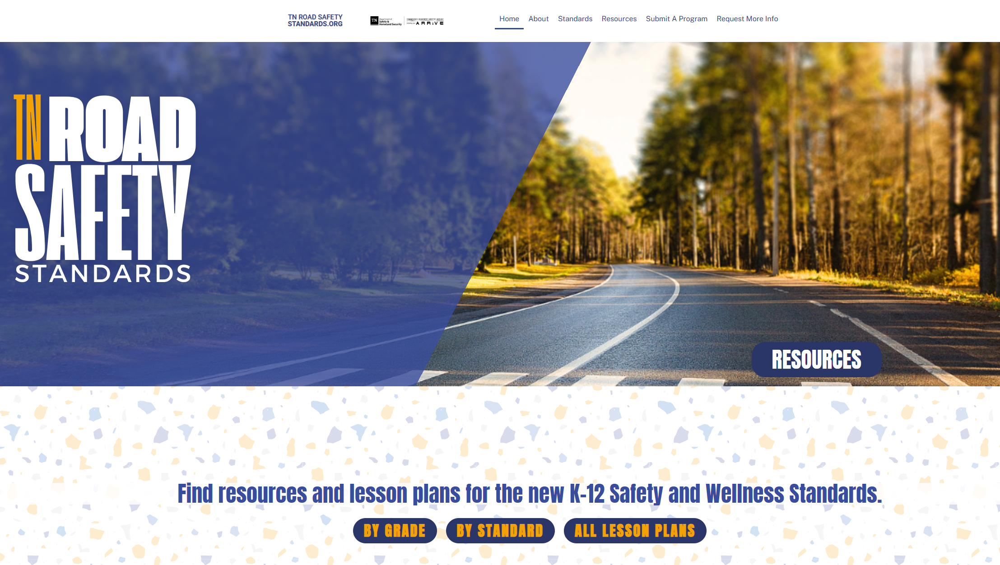 TN ROAD SAFETY
STANDARDS.ORG
TN
Department of
Safety &
Homeland Security
TENNESSEE HIGHWAY SAFETY OFFICE
ARRIVE
Home About Standards Resources Submit A Program Request More Info
TN ROAD
SAFETY
STANDARDS
RESOURCES
Find resources and lesson plans for the new K-12 Safety and Wellness Standards.
BY GRADE BY STANDARD ALL LESSON PLANS